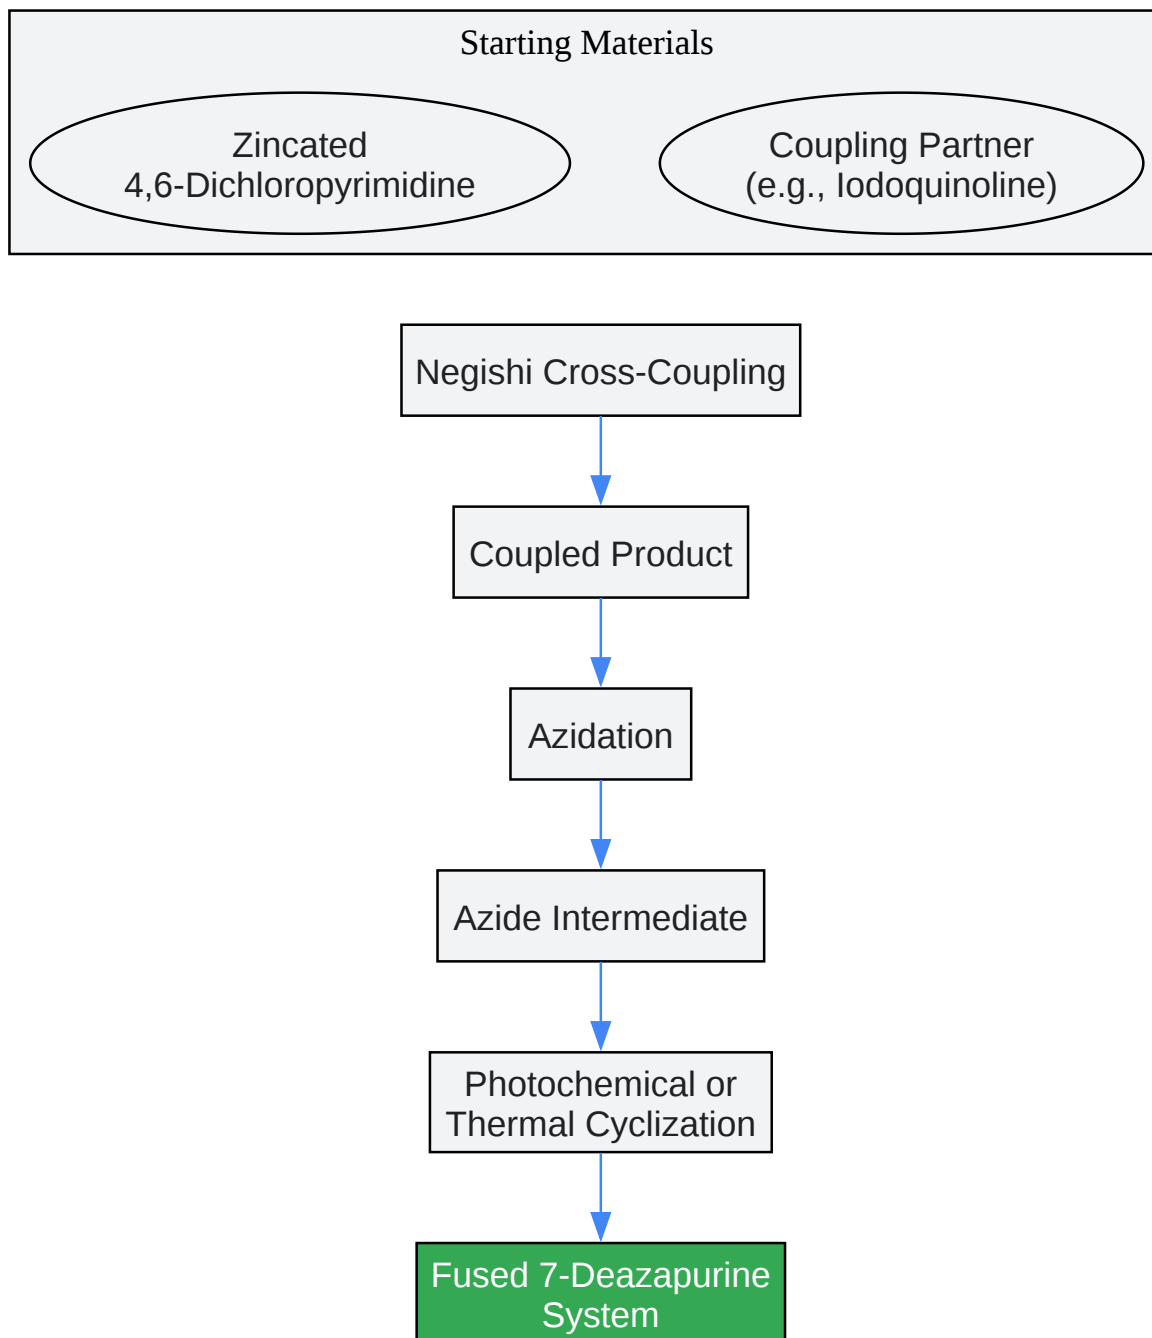 Starting Materials
Zincated
4,6-Dichloropyrimidine
Coupling Partner
(e.g., Iodoquinoline)
Negishi Cross-Coupling
Coupled Product
Azidation
Azide Intermediate
Photochemical or
Thermal Cyclization
Fused 7-Deazapurine
System